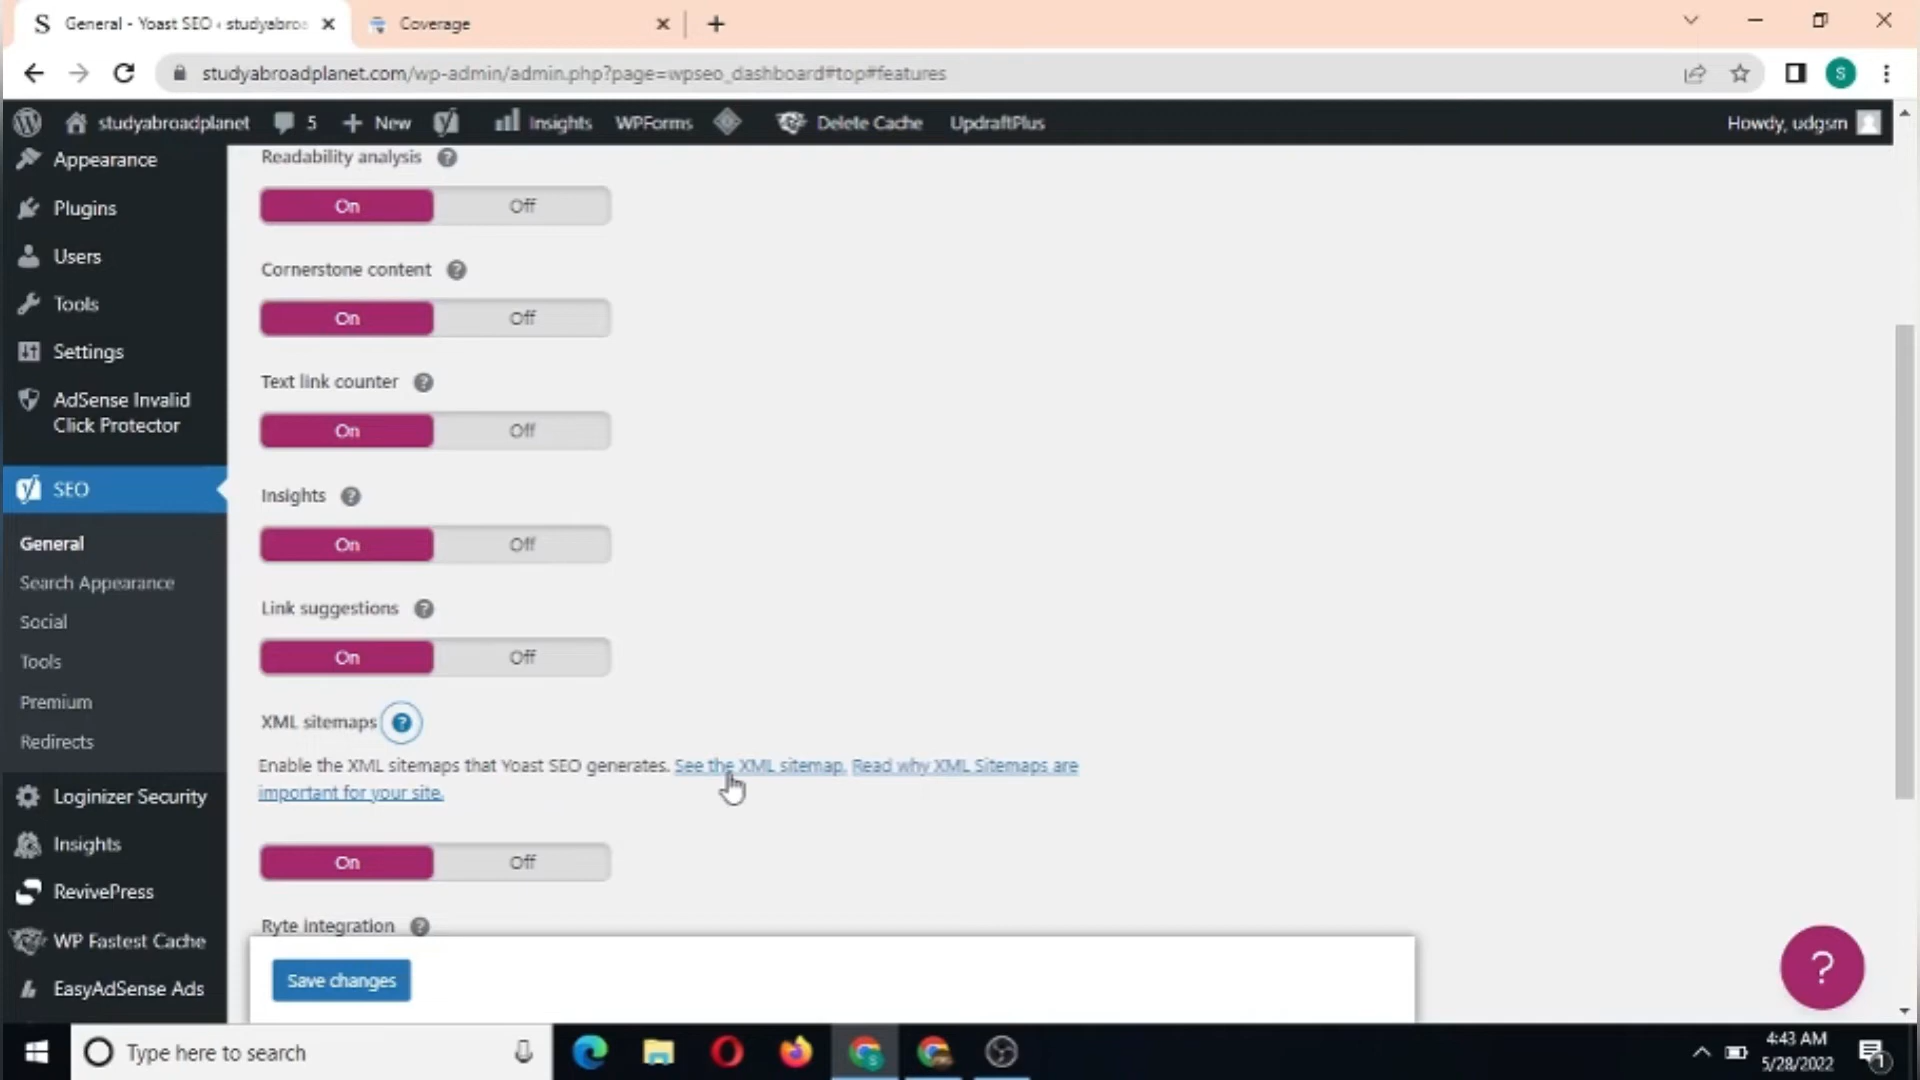 S General - Yoast SEO ‹ studyabroa
Coverage
studyabroadplanet.com/wp-admin/admin.php?page=wpseo_dashboard#top#features
S
studyabroadplanet 5 New Insights WPForms Delete Cache UpdraftPlus Howdy, udgsm
Appearance
Plugins
Users
Tools
Settings
AdSense Invalid
Click Protector
SEO
General
Search Appearance
Social
Tools
Premium
Redirects
Loginizer Security
Insights
RevivePress
WP Fastest Cache
EasyAdSense Ads
Readability analysis ?
On Off
Cornerstone content ?
On Off
Text link counter ?
On Off
Insights ?
On Off
Link suggestions ?
On Off
XML sitemaps ?
Enable the XML sitemaps that Yoast SEO generates. See the XML sitemap. Read why XML Sitemaps are
important for your site.
On Off
Ryte integration ?
Save changes
?
Type here to search
S
4:43 AM
5/28/2022
1